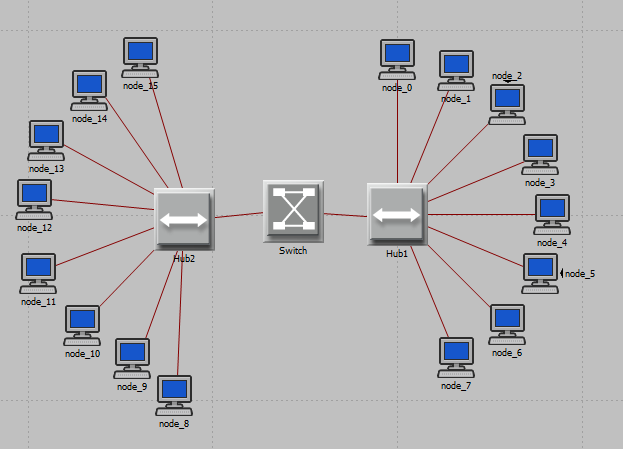 node_15
node_0
node_1
node_2
node_14
node_13
node_3
node_12
node_4
Hub2
Switch
Hub1
node_11
node_5
node_10
node_6
node_9
node_7
node_8